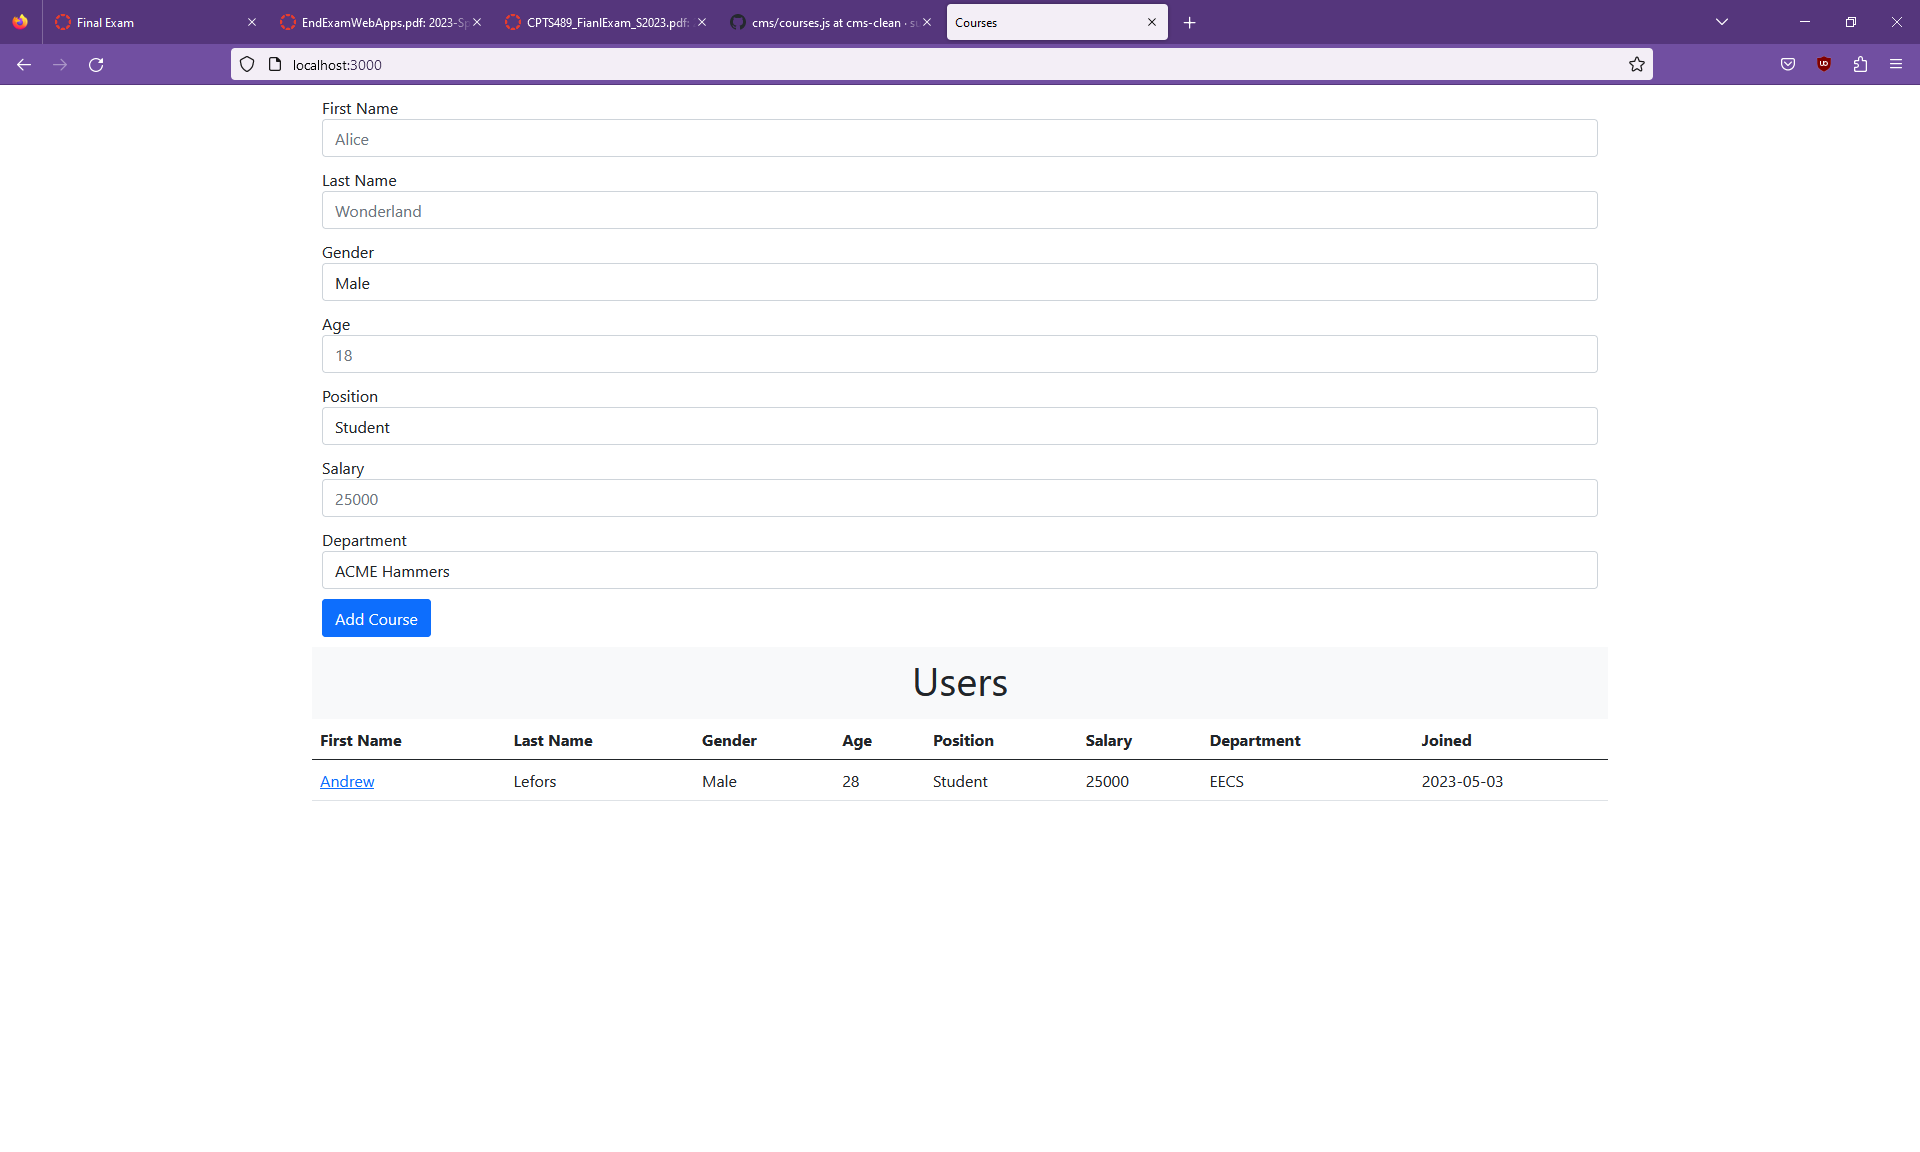 Final Exam
EndExamWebApps.pdf: 2023-Sp
CPTS489_FianlExam_S2023.pdf:
cms/courses.js at cms-clean · su
Courses
localhost:3000
First Name
Alice
Last Name
Wonderland
Gender
Male
Age
18
Position
Student
Salary
25000
Department
ACME Hammers
Add Course
Users
First Name Last Name Gender Age Position Salary Department Joined
Andrew Lefors Male 28 Student 25000 EECS 2023-05-03